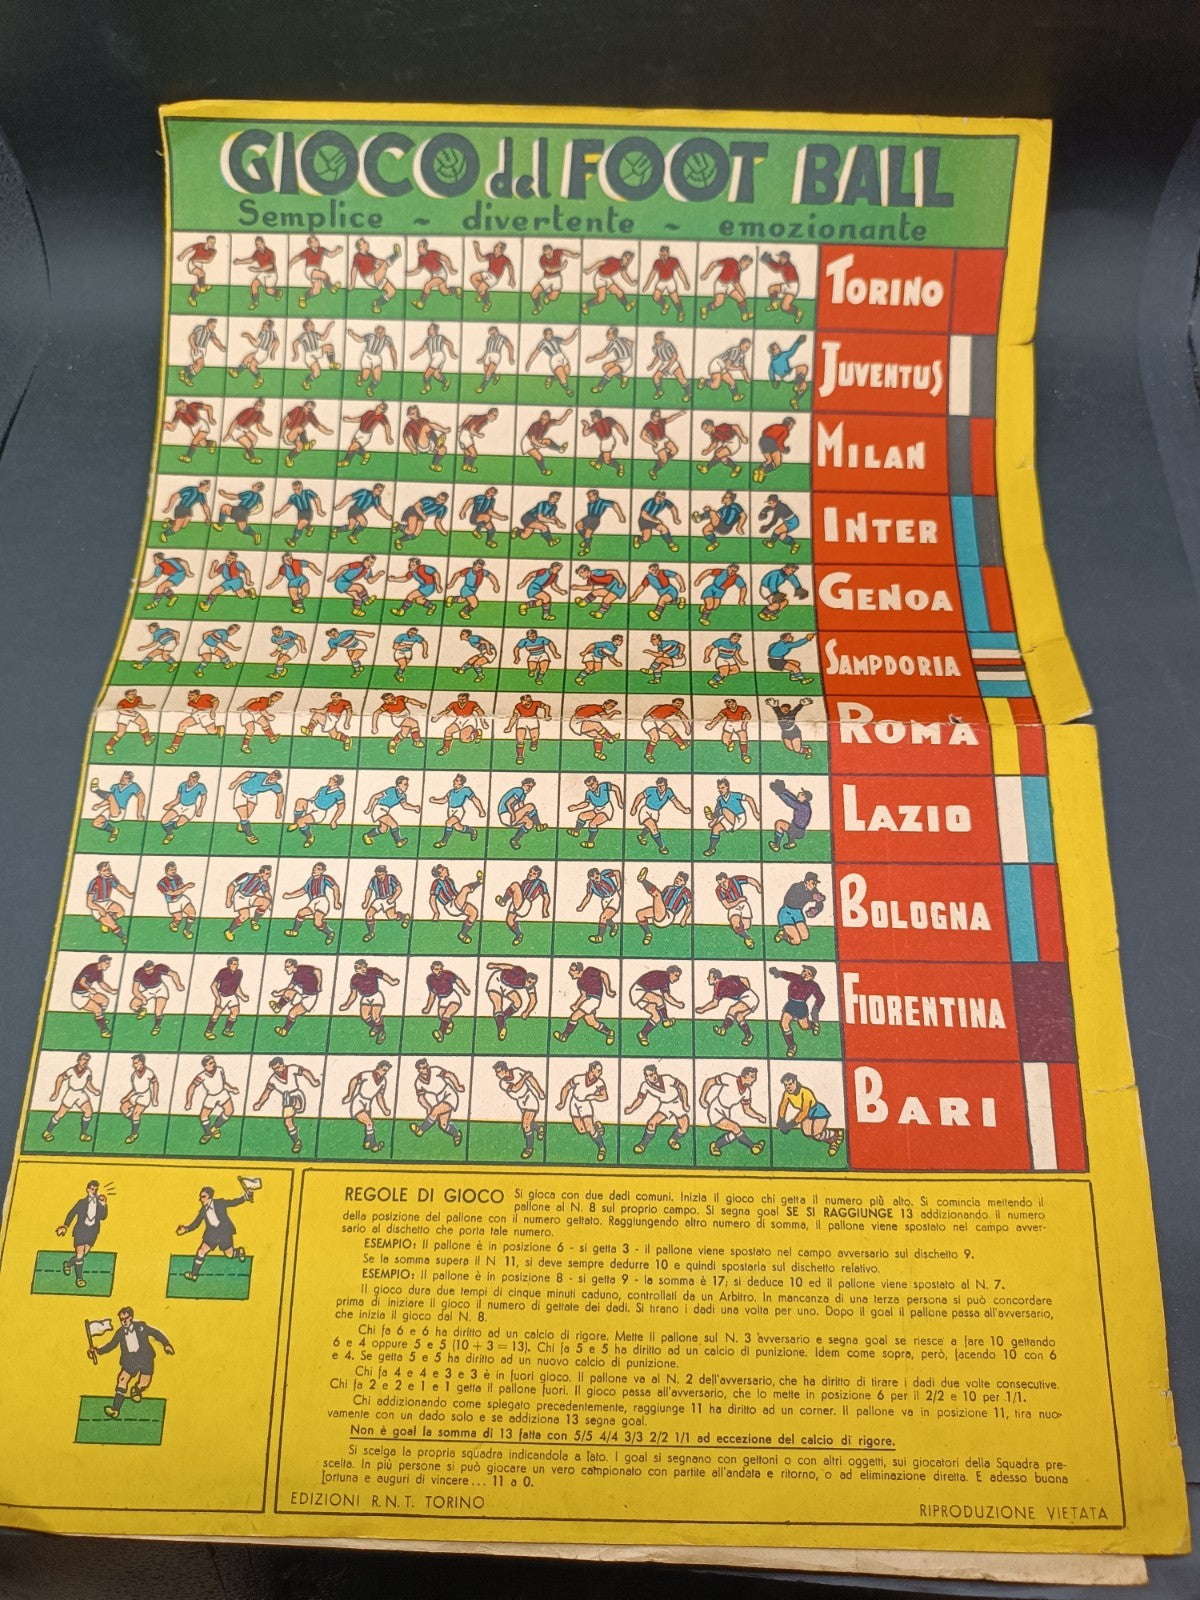 GIOCO del FOOT BALL
Semplice ~ divertente ~ emozionante
TORINO
JUVENTUS
MILAN
INTER
GENOA
SAMPDORIA
ROMA
LAZIO
BOLOGNA
FIORENTINA
BARI
REGOLE DI GIOCO Si gioca con due dadi comuni. Inizia il gioco chi getta il numero più alto. Si comincia mettendo il
pallone al N. 8 sul proprio campo. Si segna goal SE SI RAGGIUNGE 13 addizionando il numero
della posizione del pallone con il numero gettato. Raggiungendo altro numero di somma, il pallone viene spostato nel campo avver-
sario al dischetto che porta tale numero.
ESEMPIO: Il pallone è in posizione 6 - si getta 3 - il pallone viene spostato nel campo avversario sul dischetto 9.
Se la somma supera il N 11, si deve sempre dedurre 10 e quindi spostarla sul dischetto relativo.
ESEMPIO: Il pallone è in posizione 8 - si getta 9 - la somma è 17; si deduce 10 ed il pallone viene spostato al N. 7.
Il gioco dura due tempi di cinque minuti caduno, controllati da un Arbitro. In mancanza di una terza persona si può concordare
prima di iniziare il gioco il numero di gettate dei dadi. Si tirano i dadi una volta per uno. Dopo il goal il pallone passa all'avversario,
che inizia il gioco dal N. 8.
Chi fa 6 e 6 ha diritto ad un calcio di rigore. Mette il pallone sul N. 3 avversario e segna goal se riesce a fare 10 gettando
6 e 4 oppure 5 e 5 (10 + 3 = 13). Chi fa 5 e 5 ha diritto ad un calcio di punizione. Idem come sopra, però, facendo 10 con 6
e 4. Se getta 5 e 5 ha diritto ad un nuovo calcio di punizione.
Chi fa 4 e 4 e 3 e 3 è in fuori gioco. Il pallone va al N. 2 dell'avversario, che ha diritto di tirare i dadi due volte consecutive.
Chi fa 2 e 2 e 1 e 1 getta il pallone fuori. Il gioco passa all'avversario, che lo mette in posizione 6 per il 2/2 e 10 per 1/1.
Chi addizionando come spiegato precedentemente, raggiunge 11 ha diritto ad un corner. Il pallone va in posizione 11, tira nuo-
vamente con un dado solo e se addiziona 13 segna goal.
Non è goal la somma di 13 fatta con 5/5 4/4 3/3 2/2 1/1 ad eccezione del calcio di rigore.
Si scelga la propria squadra indicandola a lato. I goal si segnano con gettoni o con altri oggetti, sui giocatori della Squadra pre-
scelta. In più persone si può giocare un vero campionato con partite all'andata e ritorno, o ad eliminazione diretta. E adesso buona
fortuna e auguri di vincere... 11 a 0.
EDIZIONI R.N.T. TORINO
RIPRODUZIONE VIETATA